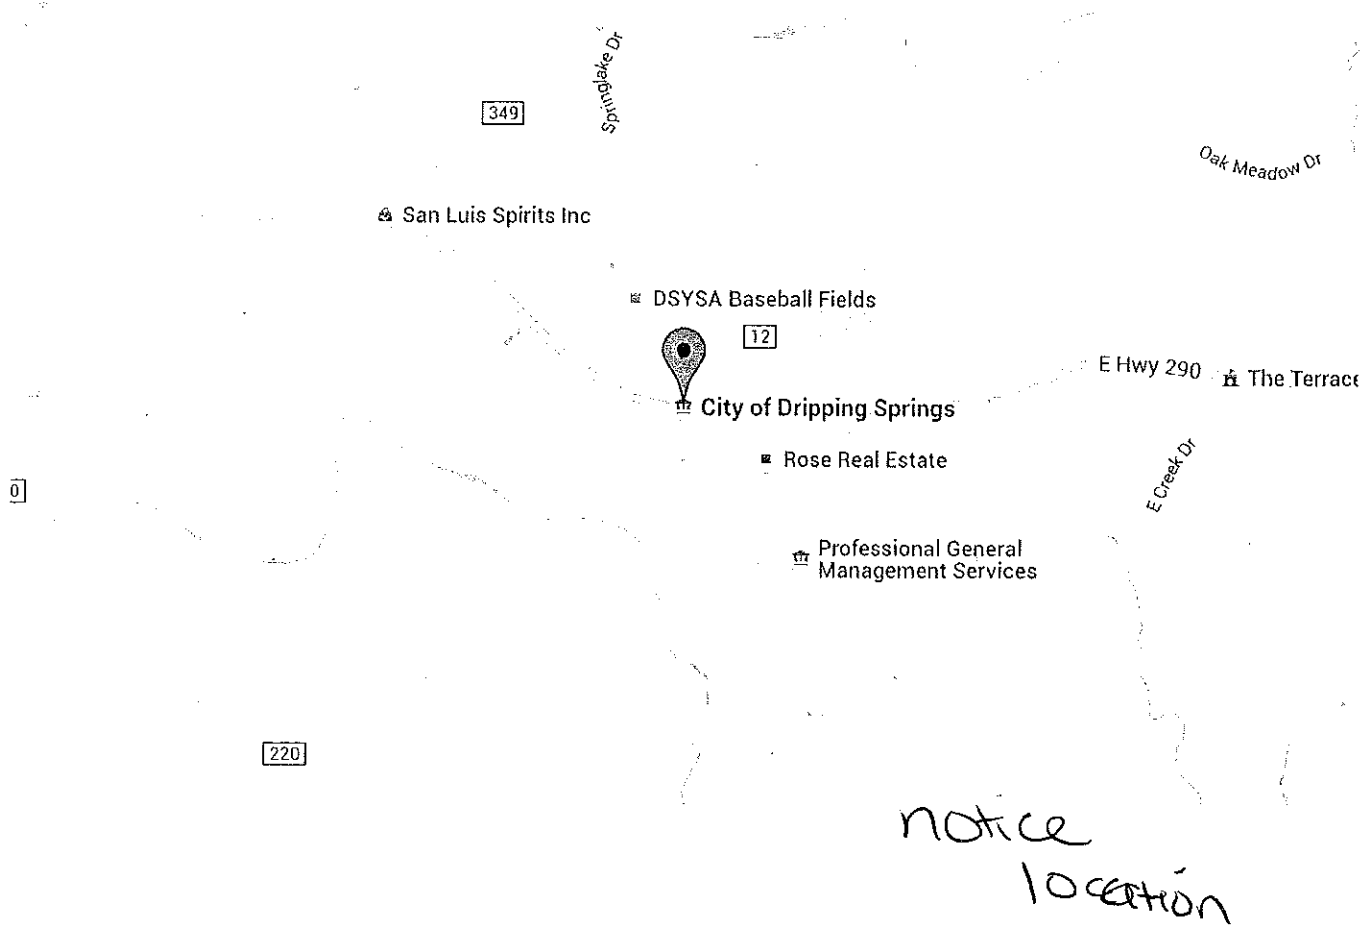 Springlake Dr
349
Oak Meadow Dr
San Luis Spirits Inc
DSYSA Baseball Fields
12
E Hwy 290
The Terrace
City of Dripping Springs
Rose Real Estate
E Creek Dr
0
Professional General
Management Services
220
notice
location